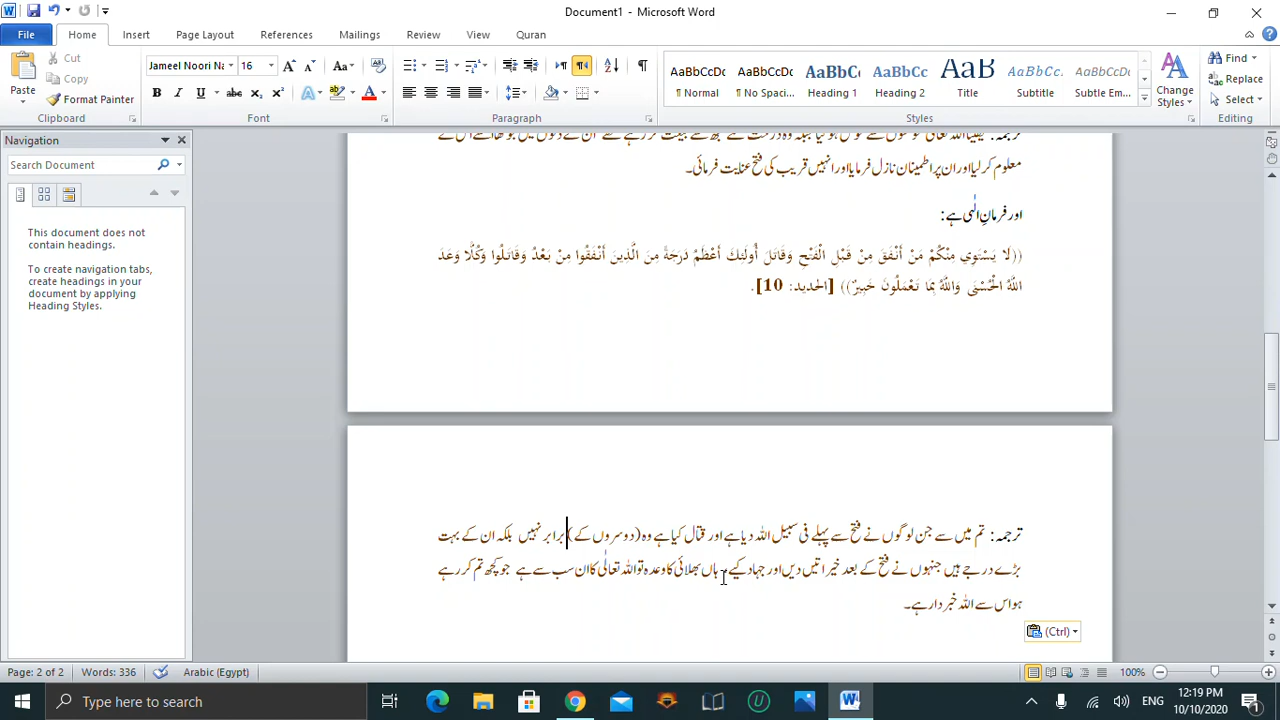 Document1 - Microsoft Word
File Home Insert Page Layout References Mailings Review View Quran
Paste Cut Copy Format Painter
Jameel Noori Na 16
AaBbCcDc AaBbCcDc AaBbCc AaBbCc AaB AaBbCc. AaBbCcDc
¶ Normal ¶ No Spaci... Heading 1 Heading 2 Title Subtitle Subtle Em...
Change Styles
Find Replace Select
Clipboard Font Paragraph Styles Editing
Navigation
Search Document
This document does not
contain headings.
To create navigation tabs,
create headings in your
document by applying
Heading Styles.
معلوم کر لیا اور ان پر اطمینان نازل فرمایا اور انہیں قریب کی فتح عنایت فرمائی۔
اور فرمانِ الٰہی ہے:
((لَا يَسْتَوِي مِنْكُمْ مَنْ أَنْفَقَ مِنْ قَبْلِ الْفَتْحِ وَقَاتَلَ أُولَئِكَ أَعْظَمُ دَرَجَةً مِنَ الَّذِينَ أَنْفَقُوا مِنْ بَعْدُ وَقَاتَلُوا وَكُلًّا وَعَدَ
اللَّهُ الْحُسْنَى وَاللَّهُ بِمَا تَعْمَلُونَ خَبِيرٌ)) [الحديد: 10].
ترجمہ: تم میں سے جن لوگوں نے فتح سے پہلے فی سبیل اللہ دیا ہے اور قتال کیا ہے وہ (دوسروں کے) برابر نہیں بلکہ ان کے بہت
بڑے درجے ہیں جنہوں نے فتح کے بعد خیراتیں دیں اور جہاد کیے۔ ہاں بھلائی کا وعدہ تو اللہ تعالٰی کا ان سب سے ہے جو کچھ تم کر رہے
ہو اس سے اللہ خبردار ہے۔
(Ctrl)
Page: 2 of 2 Words: 336 Arabic (Egypt) 100%
Type here to search
ENG
12:19 PM
10/10/2020